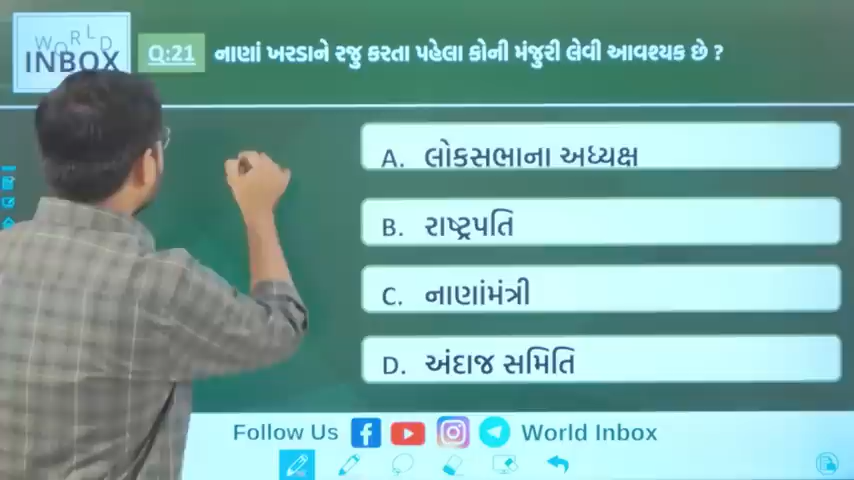 WORLD
INBOX
Q:21 નાણાં ખરડાને રજુ કરતા પહેલા કોની મંજુરી લેવી આવશ્યક છે ?
A. લોકસભાના અધ્યક્ષ
B. રાષ્ટ્રપતિ
C. નાણાંમંત્રી
D. અંદાજ સમિતિ
Follow Us World Inbox